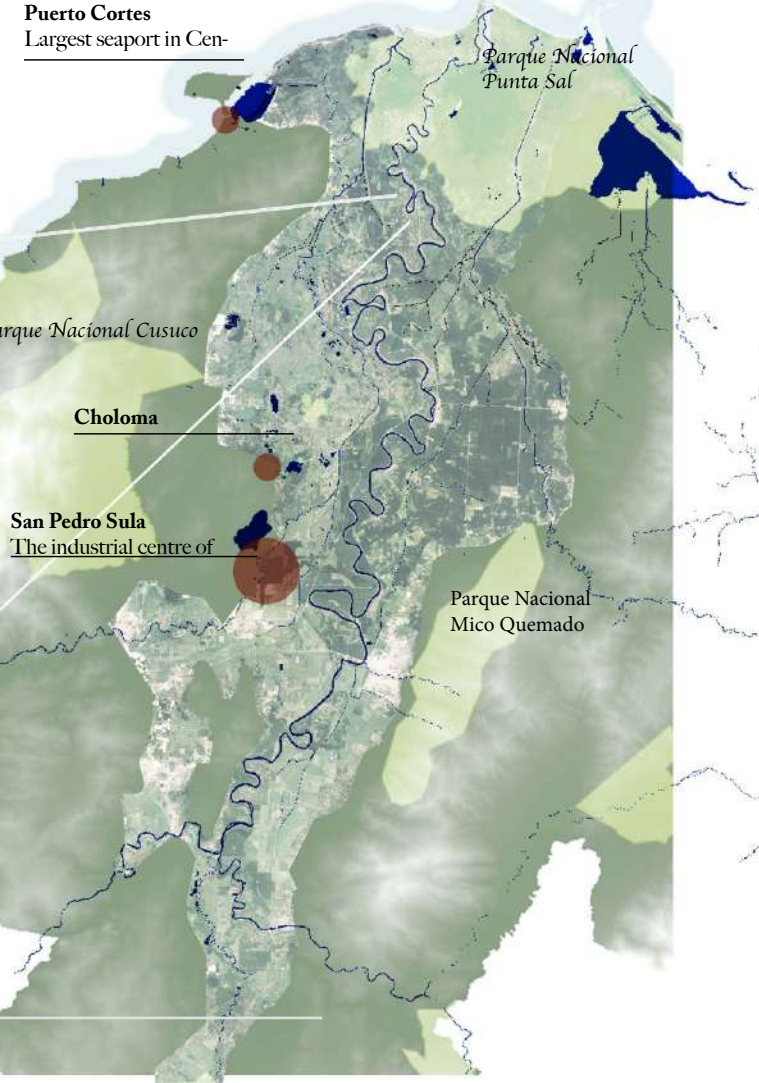 Puerto Cortes
Largest seaport in Cen-
Parque Nacional
Punta Sal
arque Nacional Cusuco
Choloma
San Pedro Sula
The industrial centre of
Parque Nacional
Mico Quemado